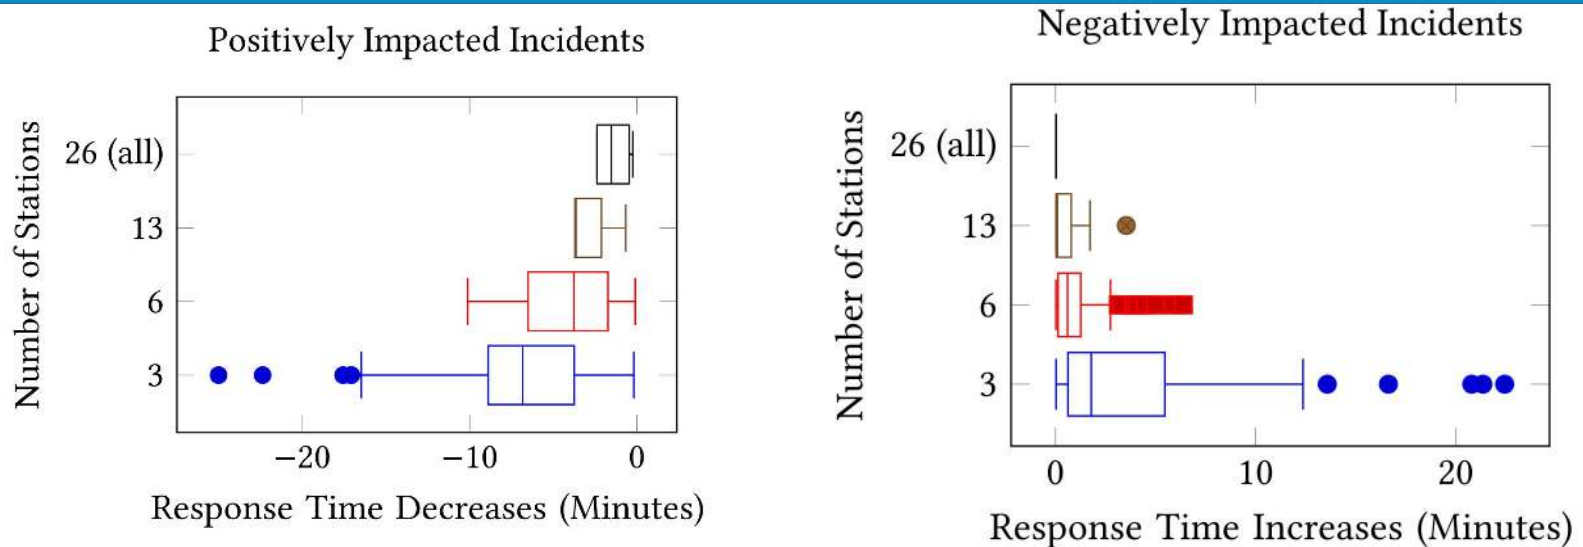 Positively Impacted Incidents
Number of Stations
26 (all)
13
6
3
−20
−10
0
Response Time Decreases (Minutes)
Negatively Impacted Incidents
Number of Stations
26 (all)
13
6
3
0
10
20
Response Time Increases (Minutes)